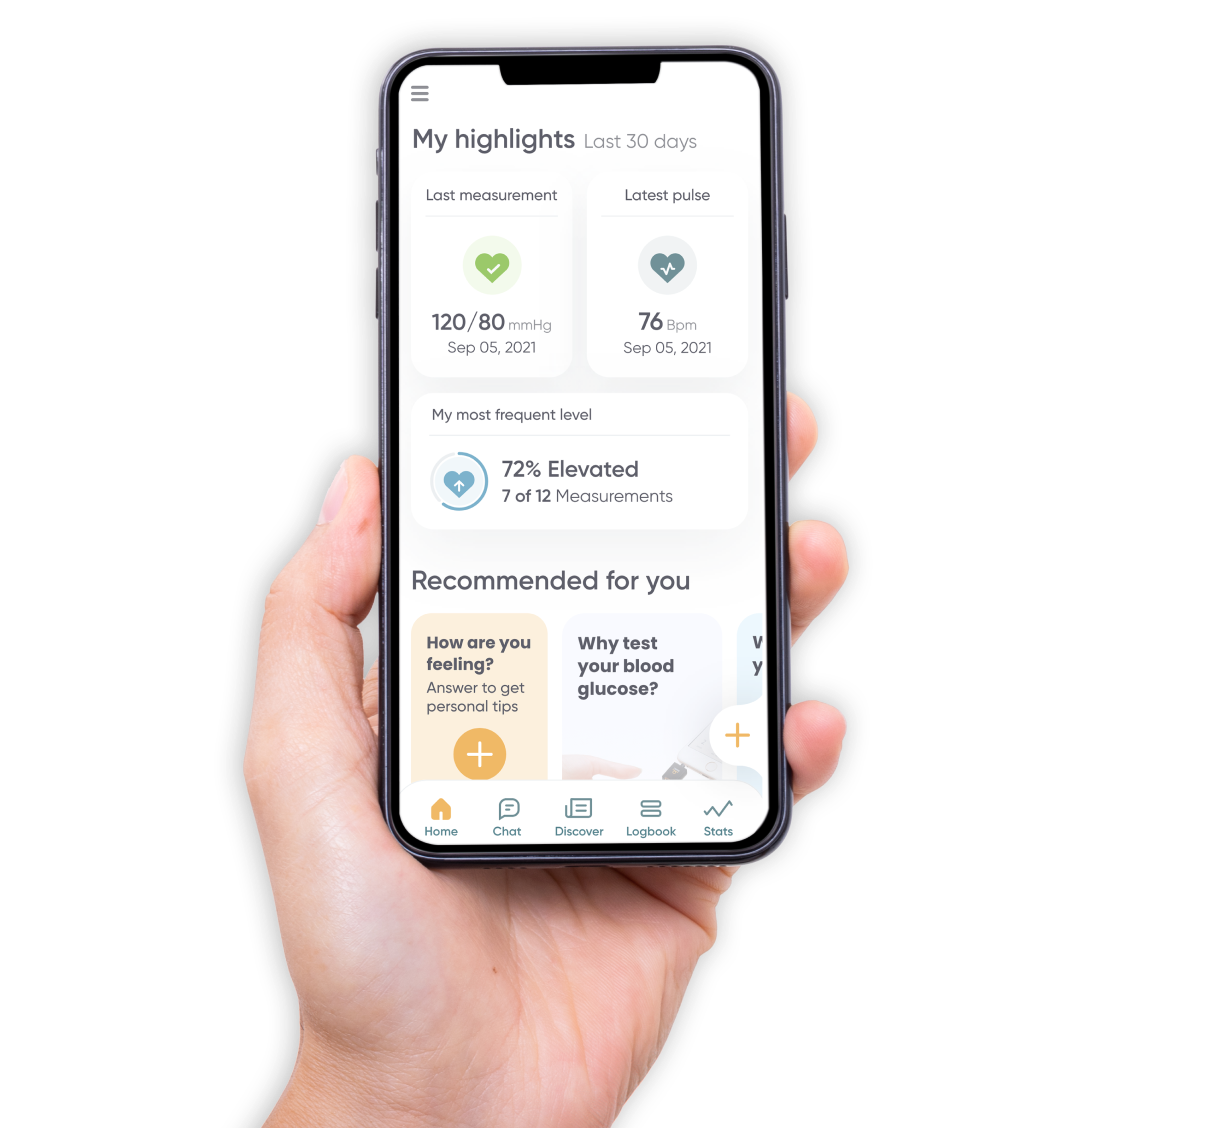 My highlights Last 30 days
Last measurement
120/80 mmHg
Sep 05, 2021
Latest pulse
76 Bpm
Sep 05, 2021
My most frequent level
72% Elevated
7 of 12 Measurements
Recommended for you
How are you
feeling?
Answer to get
personal tips
Why test
your blood
glucose?
Home
Chat
Discover
Logbook
Stats